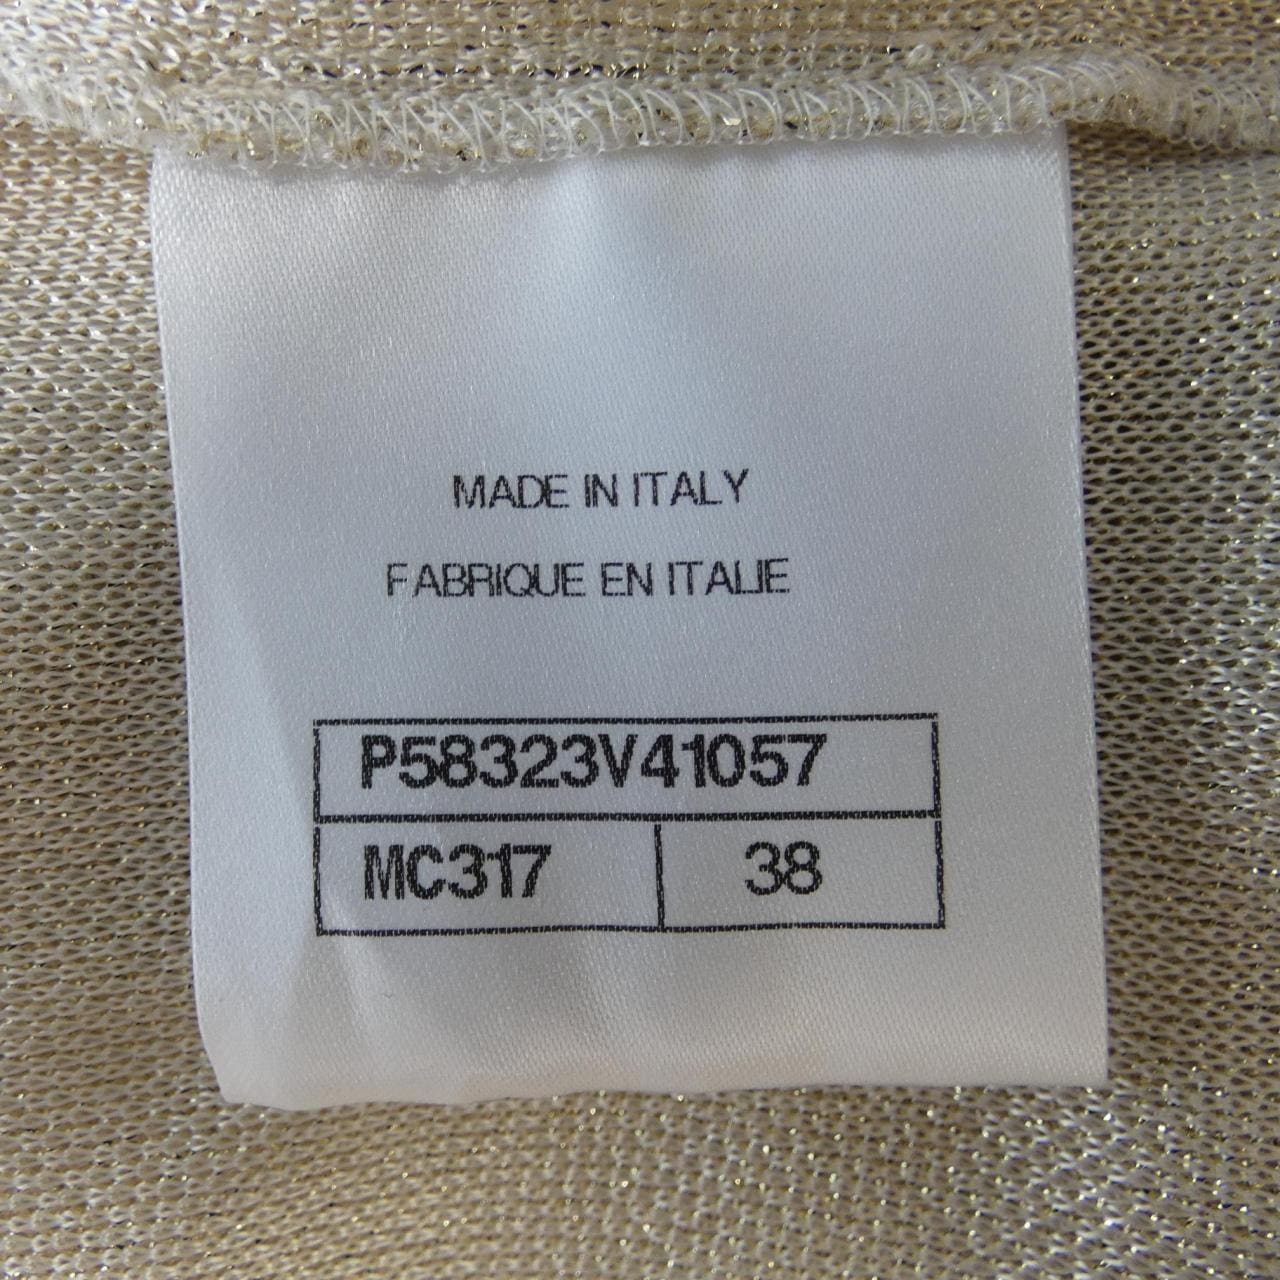 MADE IN ITALY
FABRIQUE EN ITALIE
P58323V41057
MC317 38